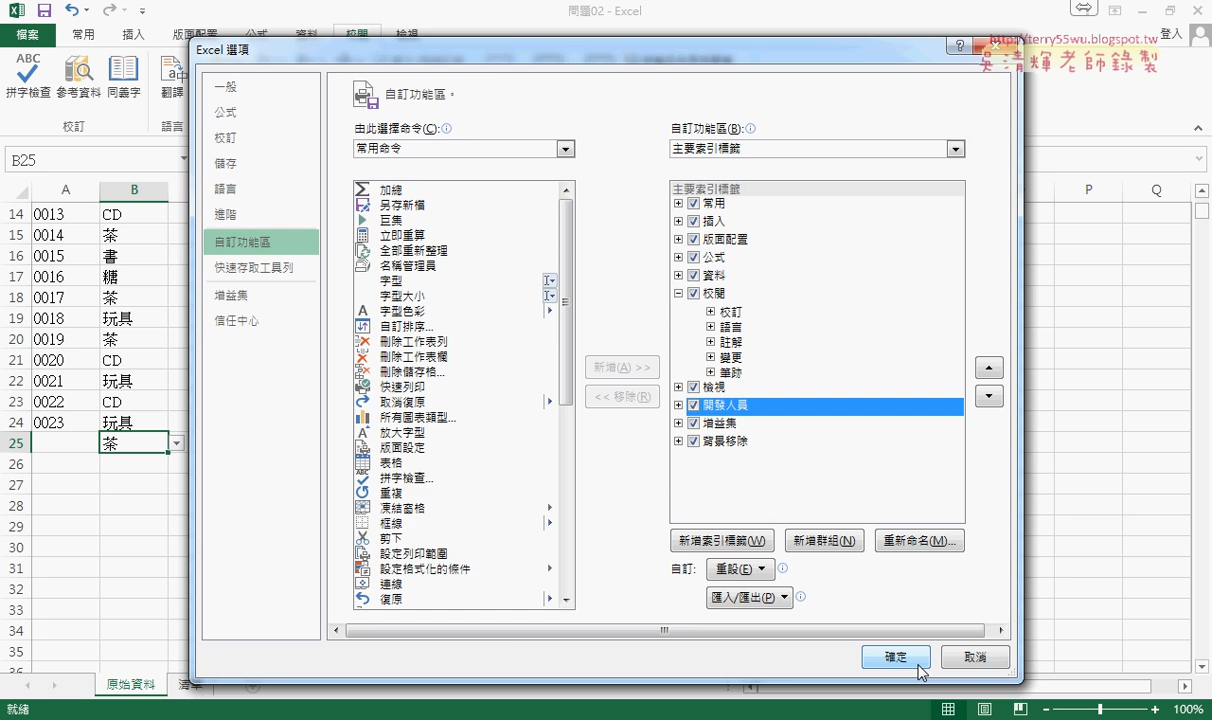 問題02 - Excel
檔案
常用
插入
校閱
檢視
登入
http://terry55wu.blogspot.tw
吳清輝老師錄製
ABC
拼字檢查
參考資料
同義字
翻譯
校訂
語言
B25
A
B
P
Q
14 0013 CD
15 0014 茶
16 0015 書
17 0016 糖
18 0017 茶
19 0018 玩具
20 0019 茶
21 0020 CD
22 0021 玩具
23 0022 CD
24 0023 玩具
25 茶
26
27
28
29
30
31
32
33
34
35
Excel 選項
一般
公式
校訂
儲存
語言
進階
自訂功能區
快速存取工具列
增益集
信任中心
自訂功能區。
由此選擇命令(C):
常用命令
加總
另存新檔
巨集
立即重算
全部重新整理
名稱管理員
字型
字型大小
字型色彩
自訂排序...
刪除工作表列
刪除工作表欄
刪除儲存格...
快速列印
取消復原
所有圖表類型...
放大字型
版面設定
表格
拼字檢查...
重複
凍結窗格
框線
剪下
設定列印範圍
設定格式化的條件
連線
復原
新增(A) >>
<< 移除(R)
自訂功能區(B):
主要索引標籤
主要索引標籤
常用
插入
版面配置
公式
資料
校閱
校訂
語言
註解
變更
筆跡
檢視
開發人員
增益集
背景移除
新增索引標籤(W)
新增群組(N)
重新命名(M)...
自訂:
重設(E)
匯入/匯出(P)
確定
取消
原始資料
就緒
100%